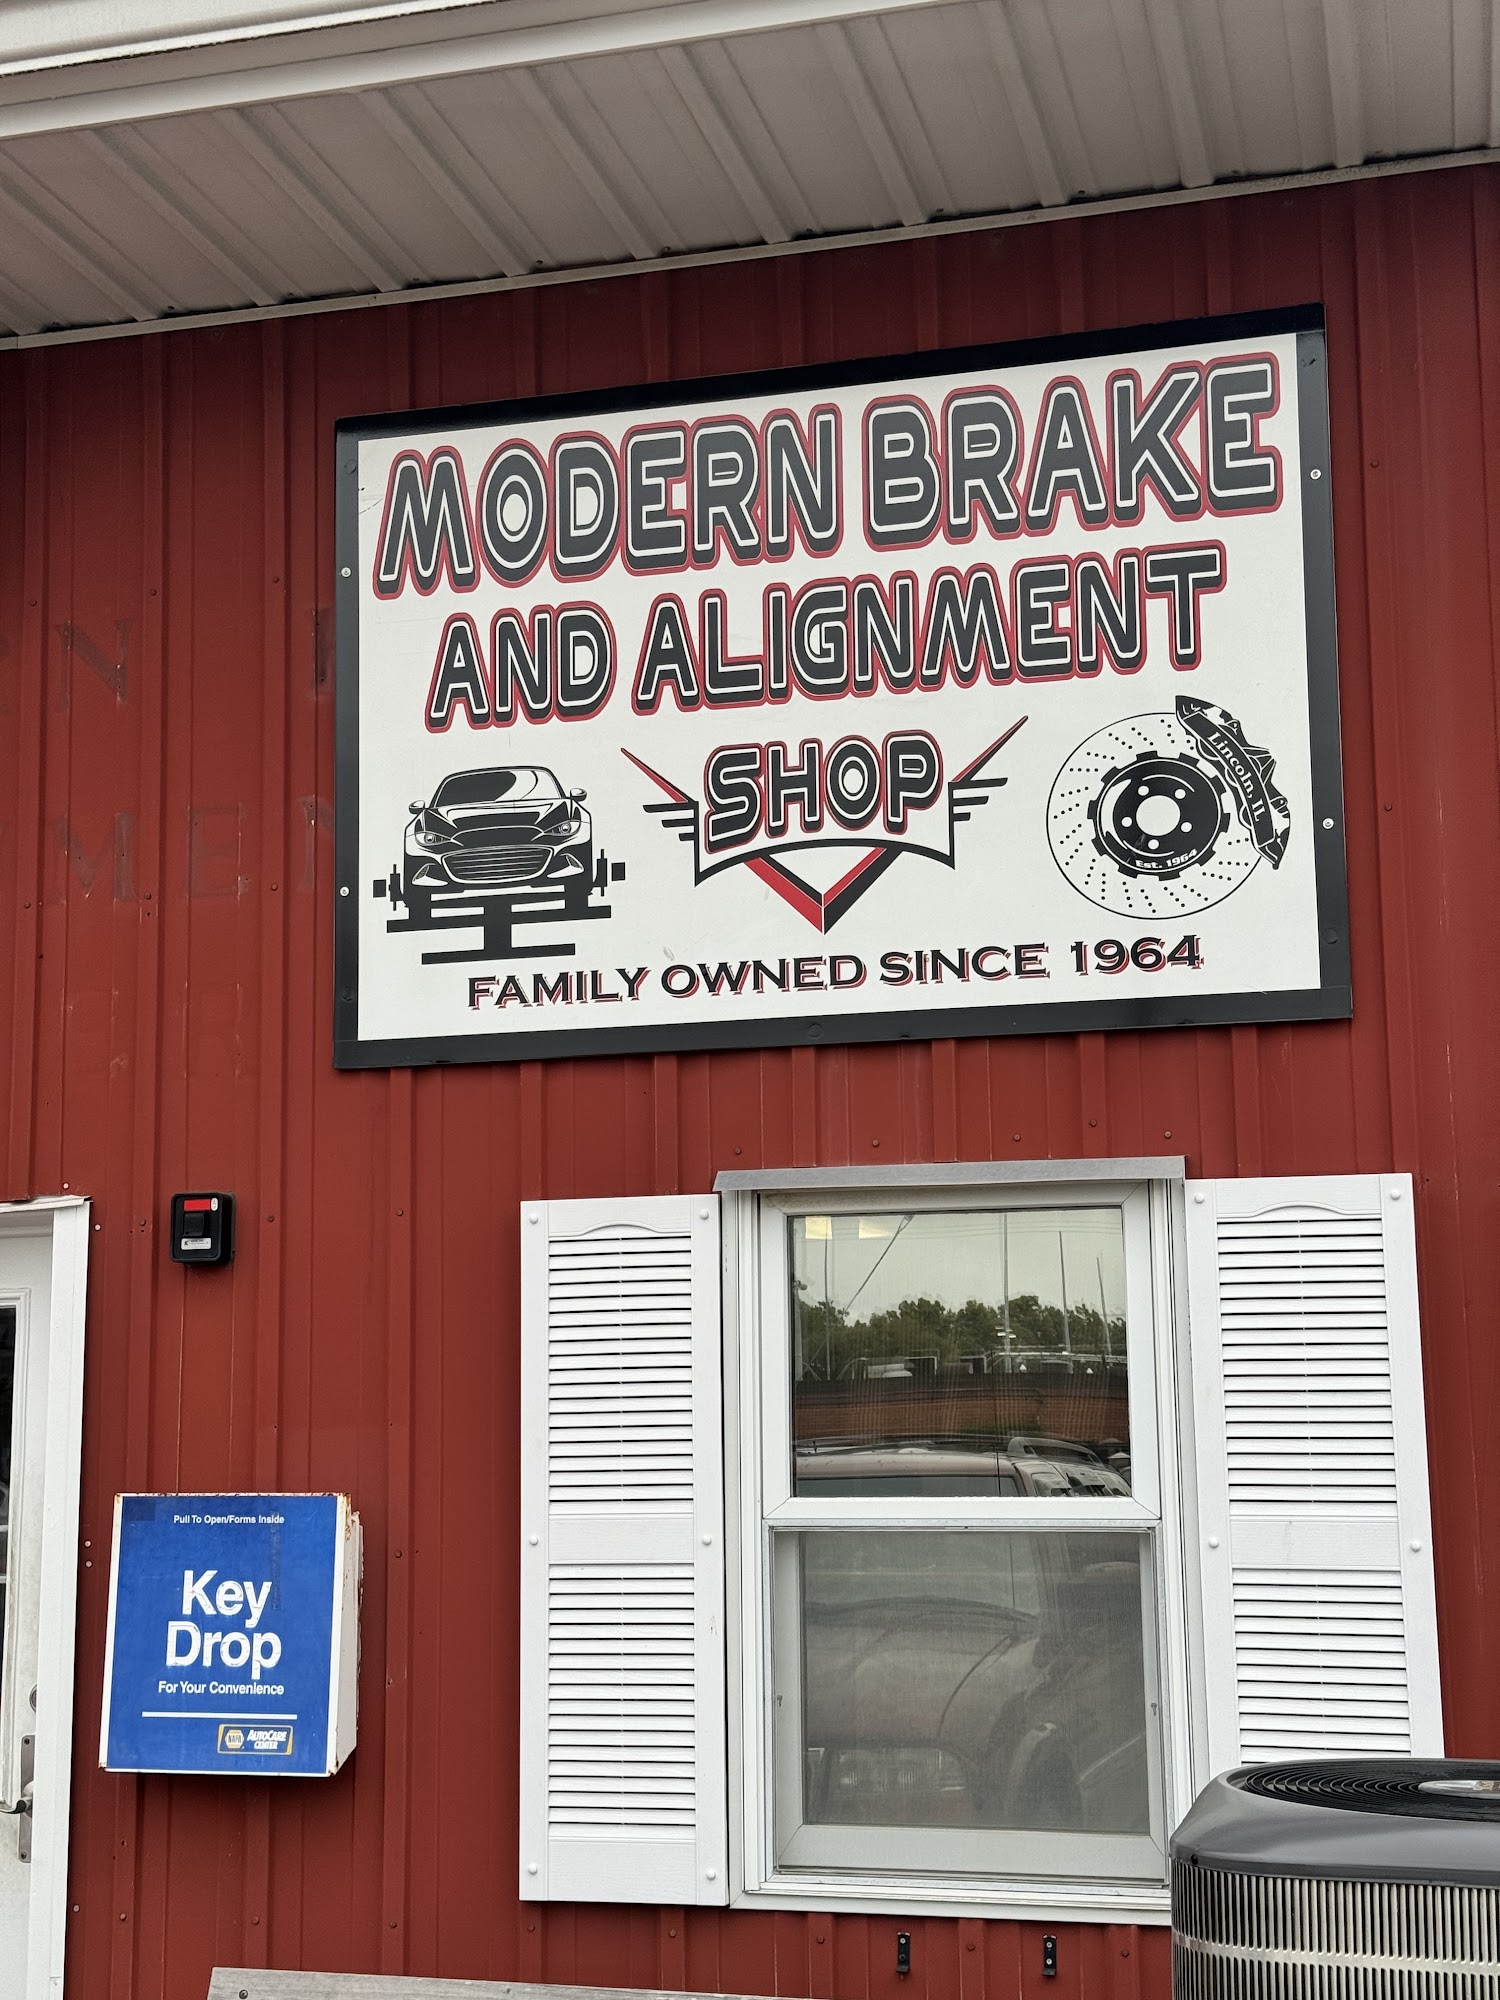 MODERN BRAKE
AND ALIGNMENT
SHOP
Lincoln, IL
Est. 1964
FAMILY OWNED SINCE 1964
Pull To Open/Forms Inside
Key
Drop
For Your Convenience
NAPA
AUTOCARE
CENTER